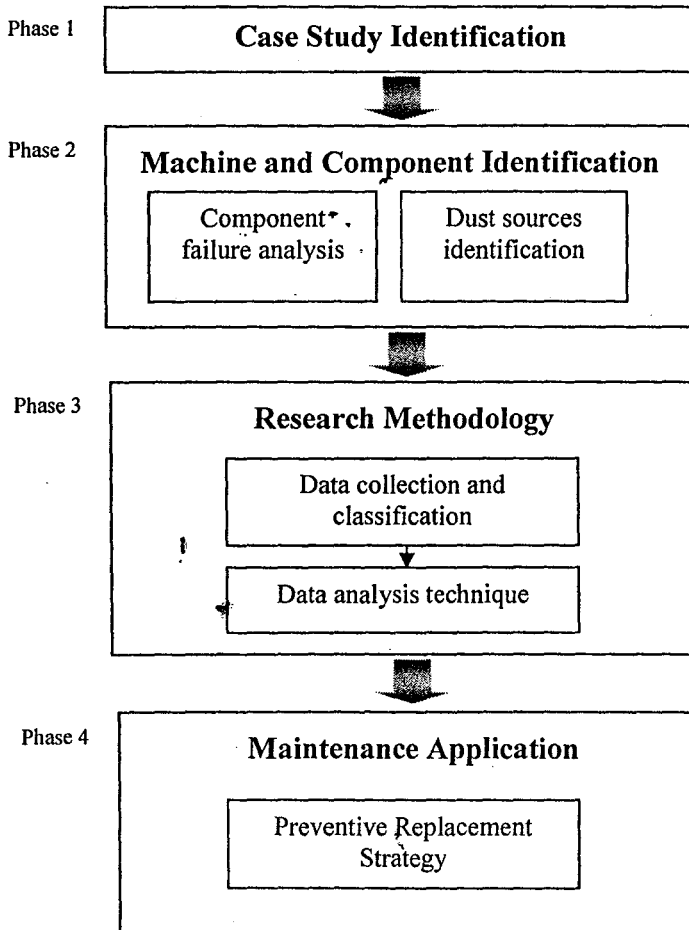 Phase 1
Case Study Identification
Phase 2
Machine and Component Identification
Component
failure analysis
Dust sources
identification
Phase 3
Research Methodology
Data collection and
classification
Data analysis technique
Phase 4
Maintenance Application
Preventive Replacement
Strategy